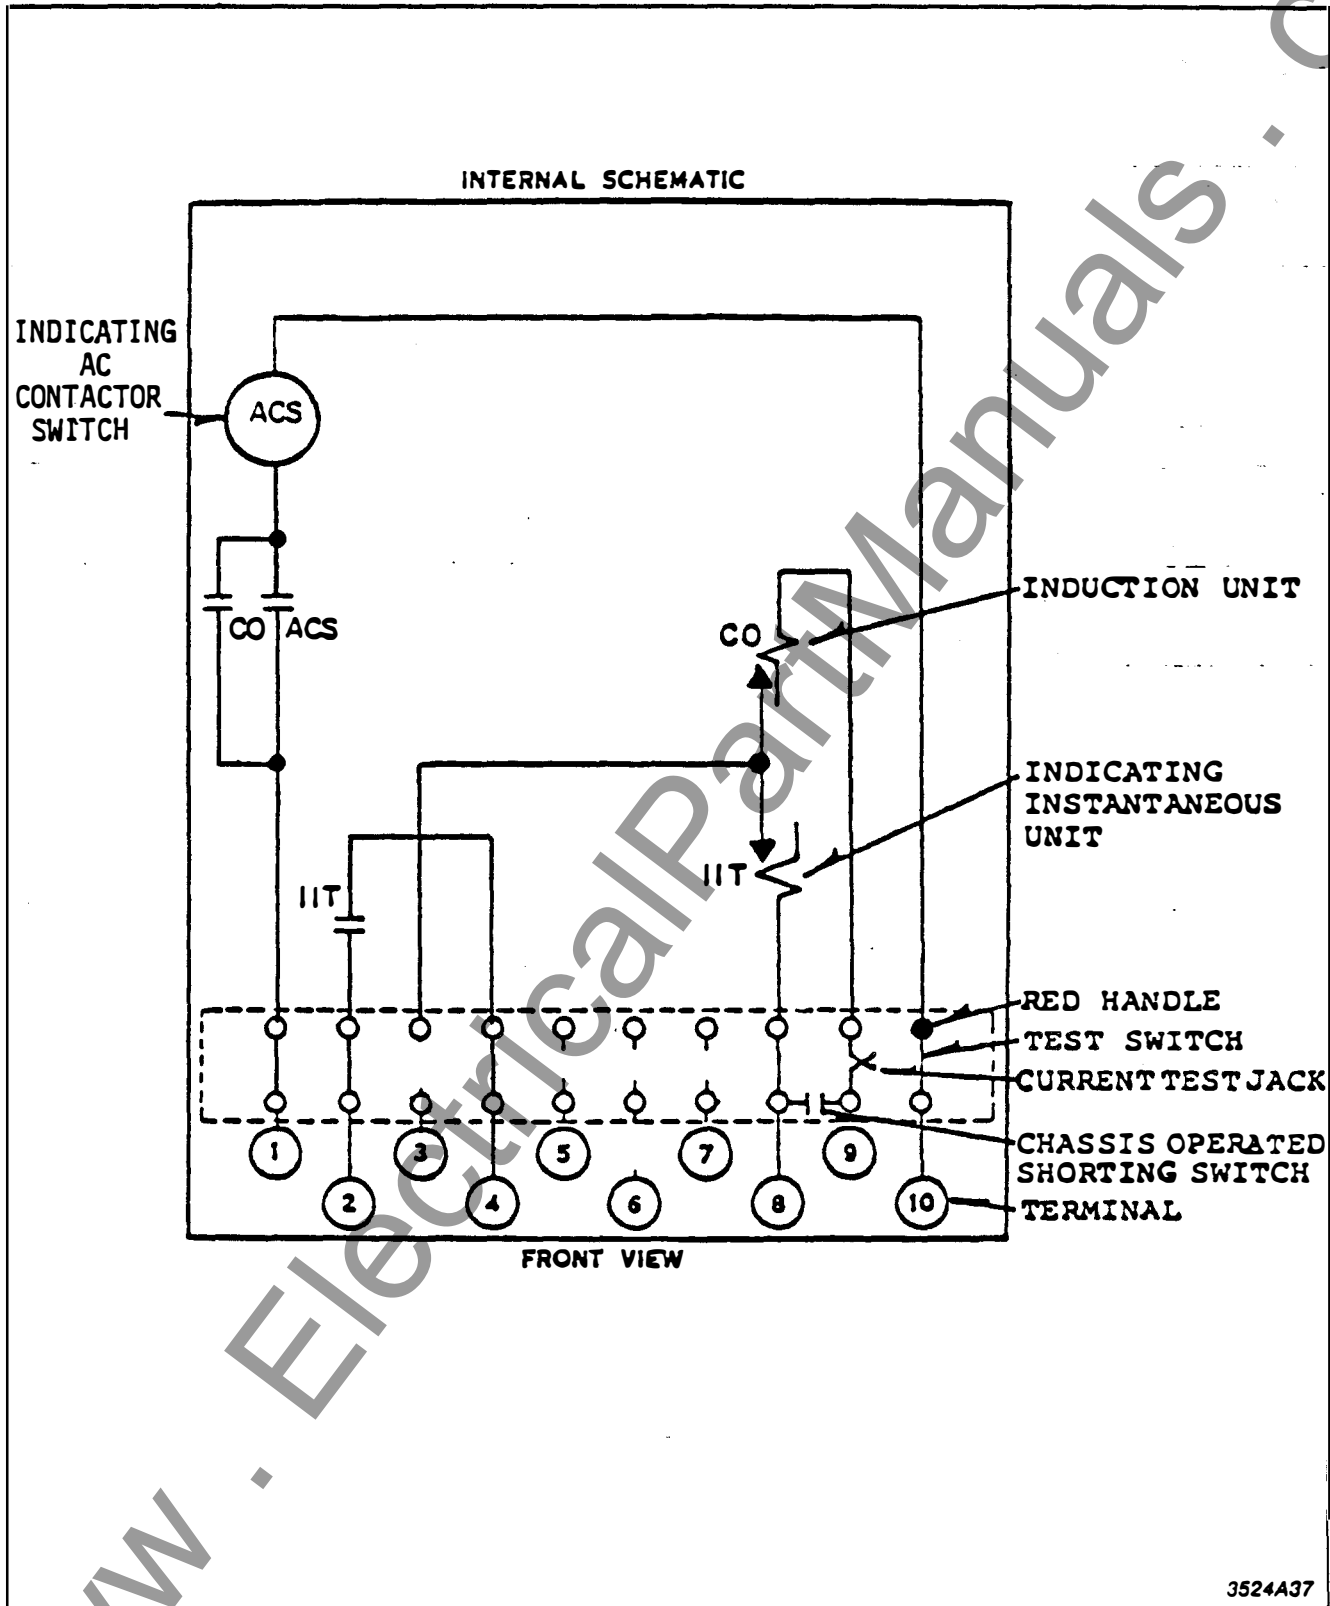 INTERNAL SCHEMATIC
INDICATING
AC
CONTACTOR
SWITCH
ACS
CO ACS
CO
INDUCTION UNIT
INDICATING
INSTANTANEOUS
UNIT
IIT
IIT
RED HANDLE
TEST SWITCH
CURRENT TEST JACK
CHASSIS OPERATED
SHORTING SWITCH
TERMINAL
1
2
3
4
5
6
7
8
9
10
FRONT VIEW
3524A37
w . ElectricalPartManuals . c